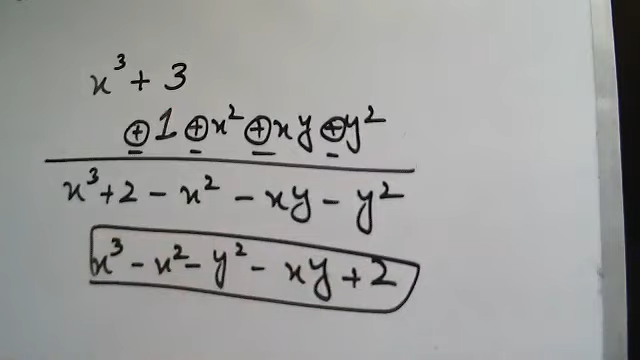 x³ + 3
⊕1 ⊕x² ⊕xy ⊕y²
x³+2 - x² - xy - y²
x³ - x² - y² - xy + 2